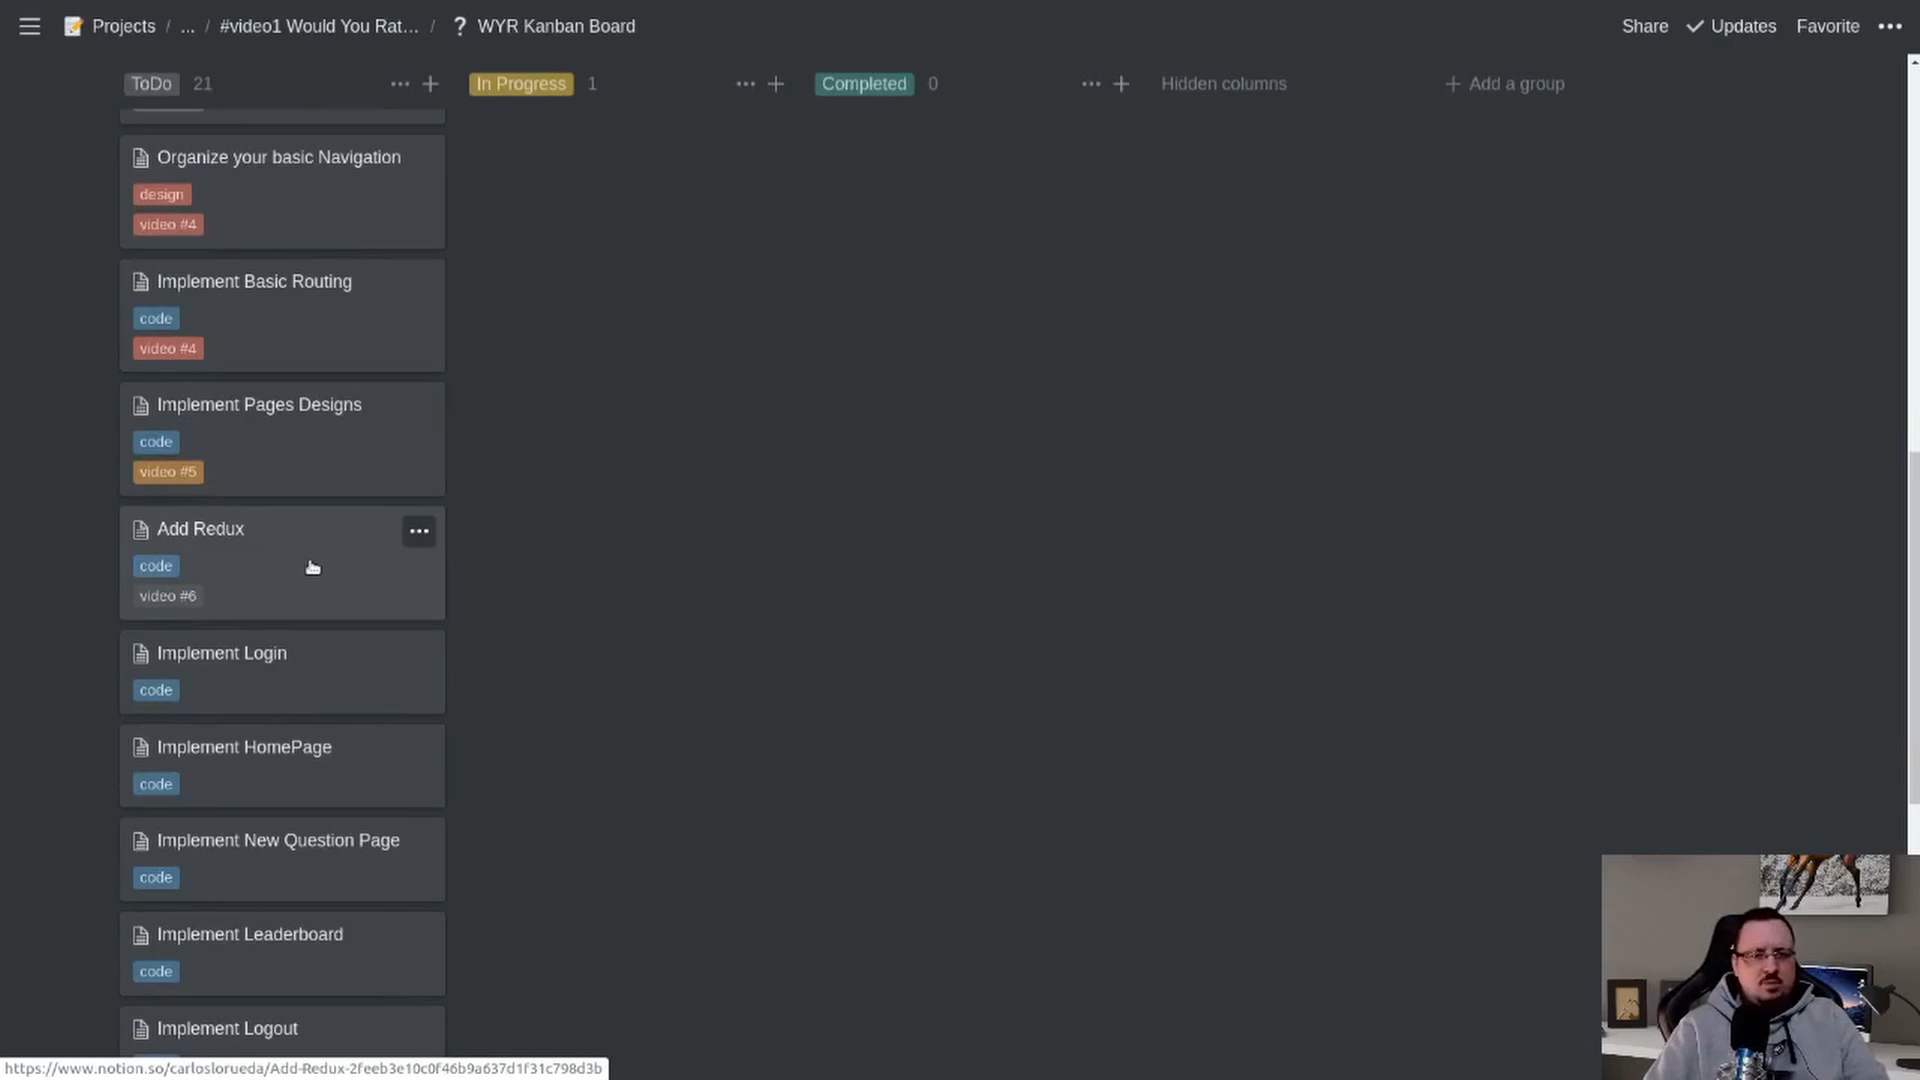 Projects / ... / #video1 Would You Rat... / WYR Kanban Board
Share Updates Favorite
ToDo 21 In Progress 1 Completed 0 Hidden columns Add a group
Organize your basic Navigation
design
video #4
Implement Basic Routing
code
video #4
Implement Pages Designs
code
video #5
Add Redux
code
video #6
Implement Login
code
Implement HomePage
code
Implement New Question Page
code
Implement Leaderboard
code
Implement Logout
https://www.notion.so/carloslorueda/Add-Redux-2feeb3e10c0f46b9a637d1f31c798d3b